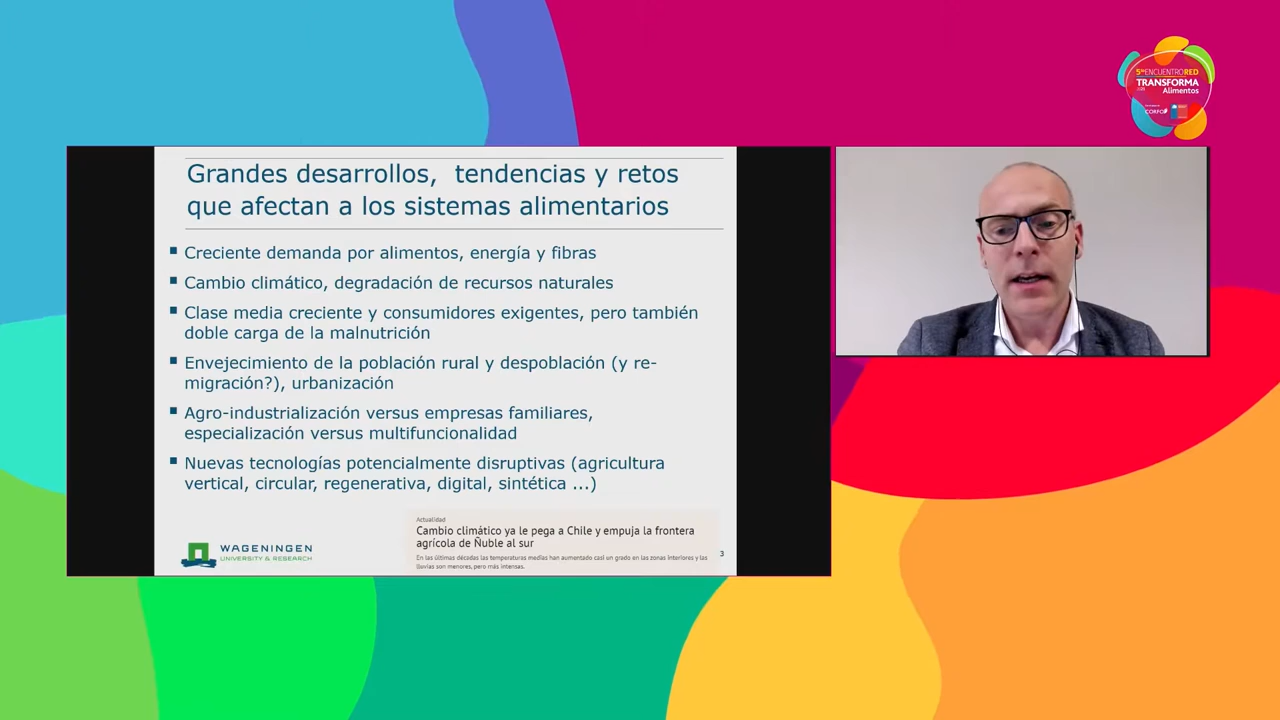 5to ENCUENTRO RED
TRANSFORMA
Alimentos
CORFO
Grandes desarrollos, tendencias y retos
que afectan a los sistemas alimentarios
Creciente demanda por alimentos, energía y fibras
Cambio climático, degradación de recursos naturales
Clase media creciente y consumidores exigentes, pero también
doble carga de la malnutrición
Envejecimiento de la población rural y despoblación (y re-
migración?), urbanización
Agro-industrialización versus empresas familiares,
especialización versus multifuncionalidad
Nuevas tecnologías potencialmente disruptivas (agricultura
vertical, circular, regenerativa, digital, sintética ...)
Actualidad
Cambio climático ya le pega a Chile y empuja la frontera
agrícola de Ñuble al sur
En las últimas décadas las temperaturas medias han aumentado casi un grado en las zonas interiores y las
lluvias son menores, pero más intensas.
WAGENINGEN
UNIVERSITY & RESEARCH
3